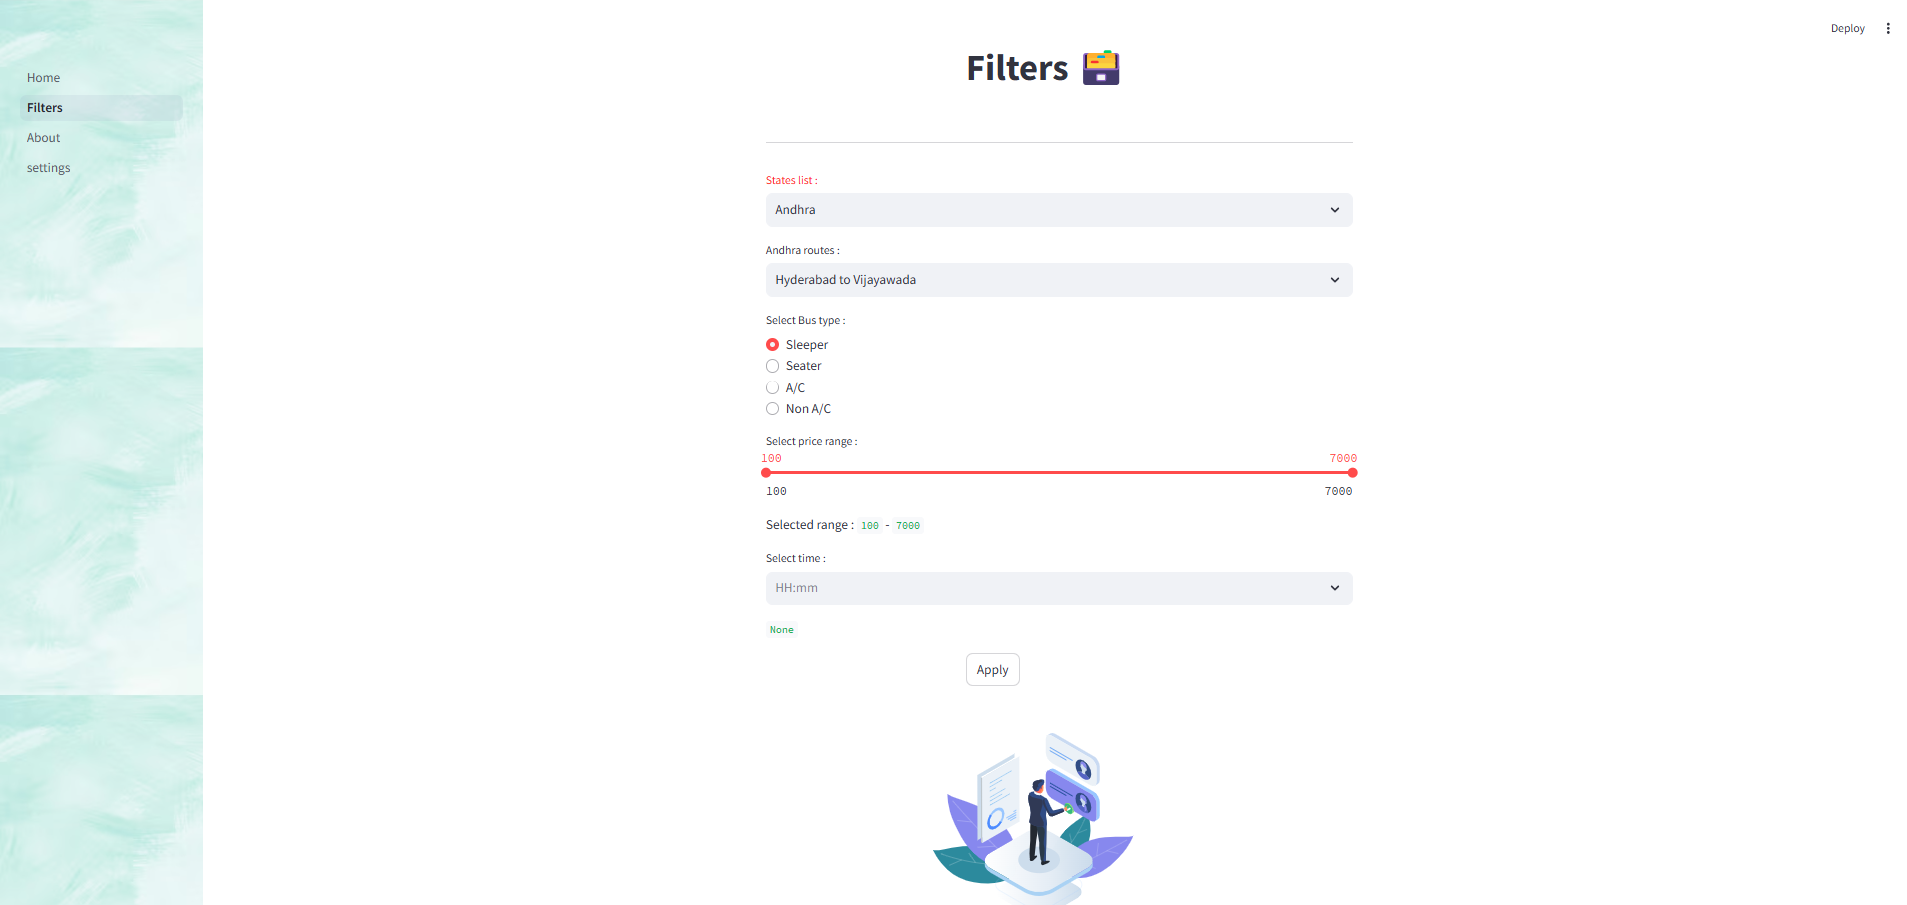 Deploy
Home
Filters
About
settings
Filters
States list :
Andhra
Andhra routes :
Hyderabad to Vijayawada
Select Bus type :
Sleeper
Seater
A/C
Non A/C
Select price range :
100 7000
100 7000
Selected range : 100 - 7000
Select time :
HH:mm
None
Apply